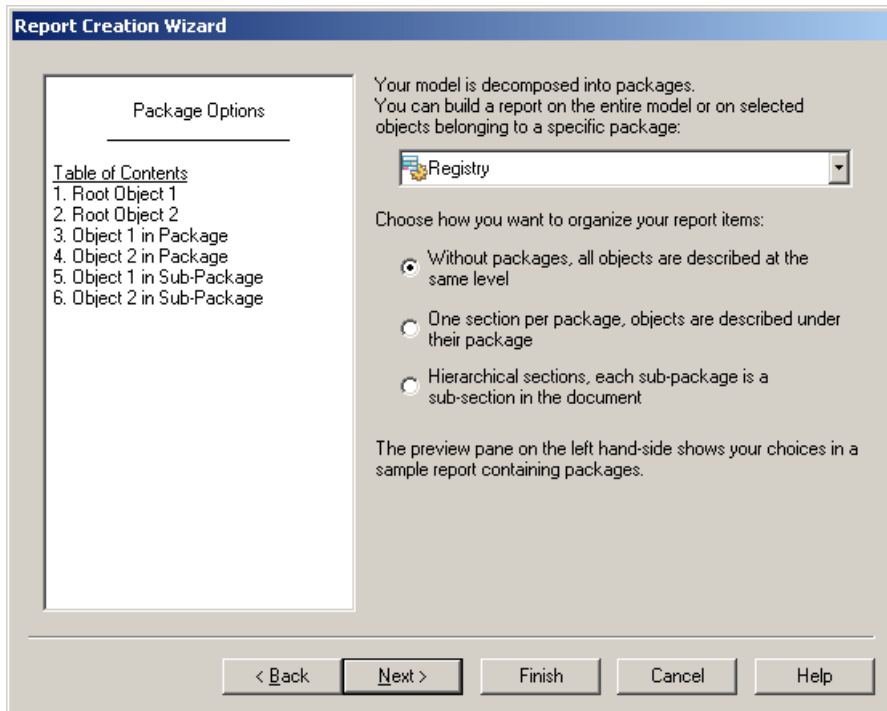 Report Creation Wizard
Package Options
Table of Contents
1. Root Object 1
2. Root Object 2
3. Object 1 in Package
4. Object 2 in Package
5. Object 1 in Sub-Package
6. Object 2 in Sub-Package
Your model is decomposed into packages.
You can build a report on the entire model or on selected
objects belonging to a specific package:
Registry
Choose how you want to organize your report items:
Without packages, all objects are described at the
same level
One section per package, objects are described under
their package
Hierarchical sections, each sub-package is a
sub-section in the document
The preview pane on the left hand-side shows your choices in a
sample report containing packages.
< Back
Next >
Finish
Cancel
Help